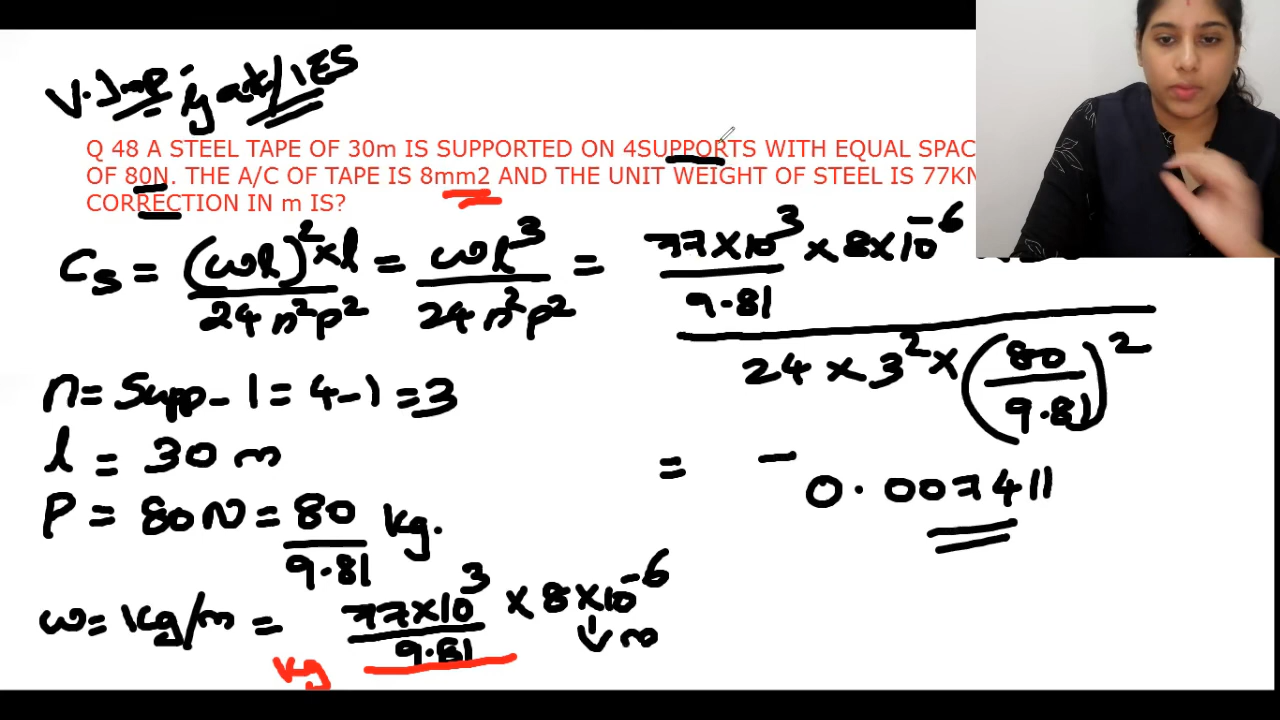 V. Imp
Q 48 A STEEL TAPE OF 30m IS SUPPORTED ON 4SUPPORTS WITH EQUAL SPAC
OF 80N. THE A/C OF TAPE IS 8mm2 AND THE UNIT WEIGHT OF STEEL IS 77KN
CORRECTION IN m IS?
Cs = (wl)²×l / 24n²p² = wl³ / 24n²p² = 77×10³ / 9.81 × 8×10⁻⁶ / 24 × 3² × (80 / 9.81)²
n = Supp - 1 = 4-1 = 3
l = 30 m
= - 0.007411
P = 80N = 80 / 9.81 kg.
w = kg/m = 77×10³ / 9.81 × 8×10⁻⁶
↓ m
kg